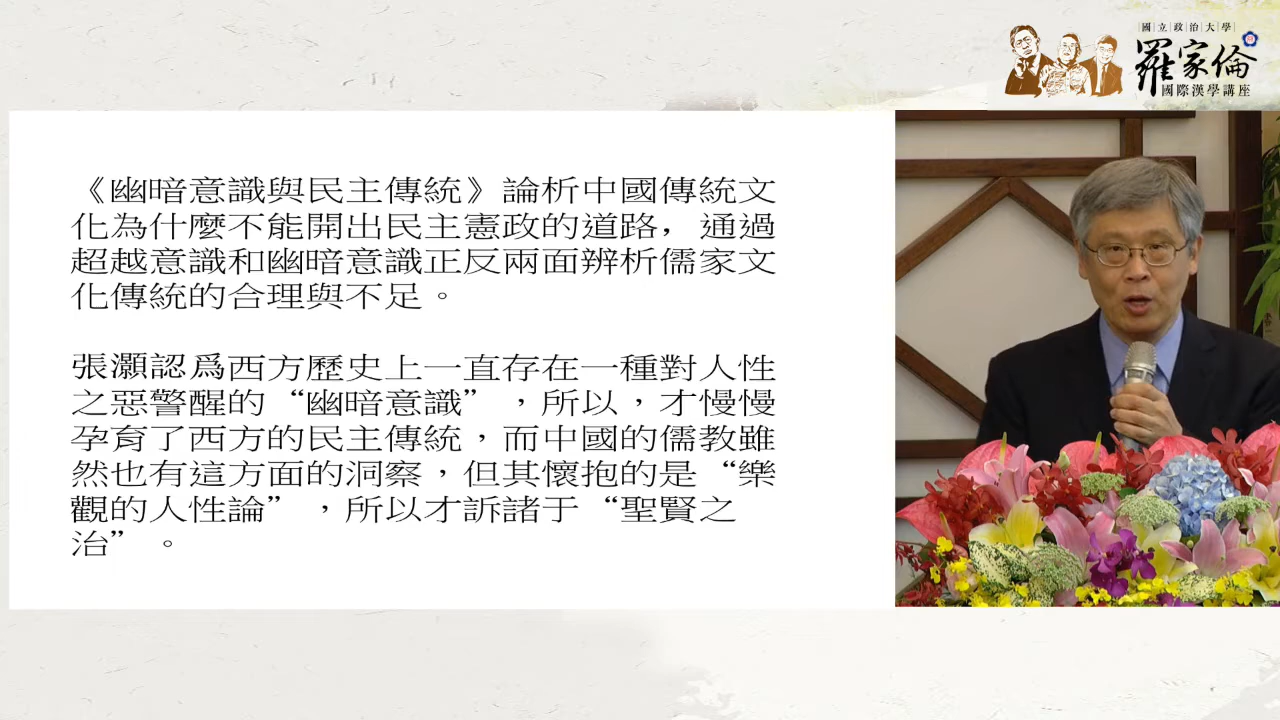 國立政治大學
羅家倫
國際漢學講座
《幽暗意識與民主傳統》論析中國傳統文
化為什麼不能開出民主憲政的道路，通過
超越意識和幽暗意識正反兩面辨析儒家文
化傳統的合理與不足。
張灝認爲西方歷史上一直存在一種對人性
之惡警醒的“幽暗意識”，所以，才慢慢
孕育了西方的民主傳統，而中國的儒教雖
然也有這方面的洞察，但其懷抱的是“樂
觀的人性論”，所以才訴諸于“聖賢之
治”。